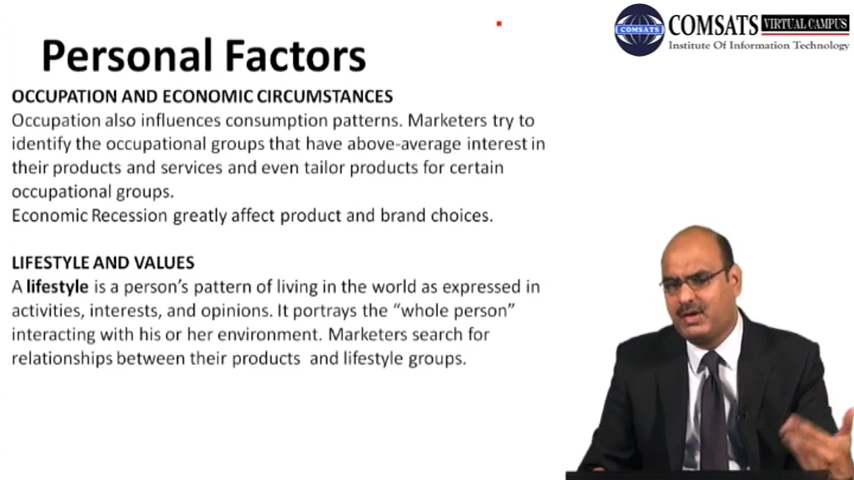 COMSATS VIRTUAL CAMPUS
Institute Of Information Technology
COMSATS
Personal Factors
OCCUPATION AND ECONOMIC CIRCUMSTANCES
Occupation also influences consumption patterns. Marketers try to
identify the occupational groups that have above-average interest in
their products and services and even tailor products for certain
occupational groups.
Economic Recession greatly affect product and brand choices.
LIFESTYLE AND VALUES
A lifestyle is a person’s pattern of living in the world as expressed in
activities, interests, and opinions. It portrays the “whole person”
interacting with his or her environment. Marketers search for
relationships between their products and lifestyle groups.